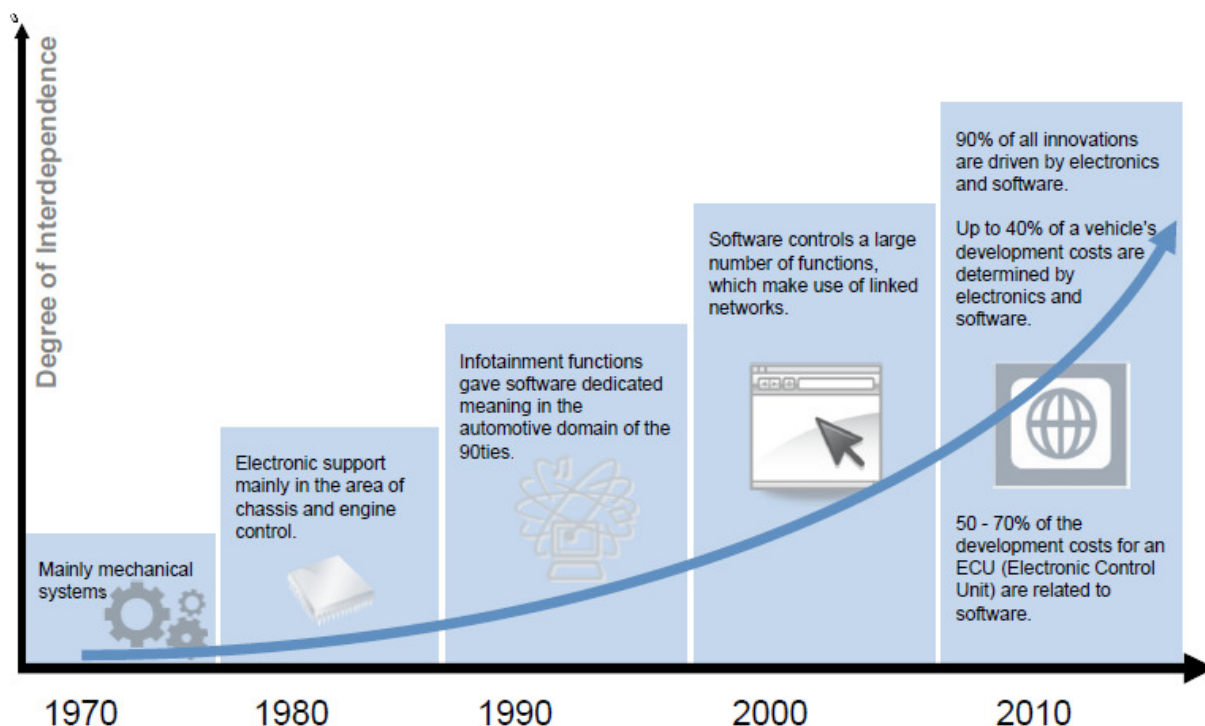 Degree of Interdependence
Mainly mechanical
systems
Electronic support
mainly in the area of
chassis and engine
control.
Infotainment functions
gave software dedicated
meaning in the
automotive domain of the
90ties.
Software controls a large
number of functions,
which make use of linked
networks.
90% of all innovations
are driven by electronics
and software.
Up to 40% of a vehicle's
development costs are
determined by
electronics and
software.
50 - 70% of the
development costs for an
ECU (Electronic Control
Unit) are related to
software.
1970
1980
1990
2000
2010